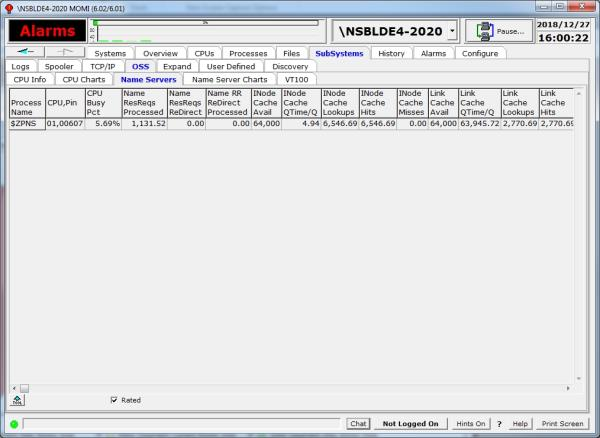 \NSBLDE4-2020 MOMI (6.02/6.01)
Alarms
\NSBLDE4-2020
Pause...
2018/12/27
16:00:22
Systems Overview CPUs Processes Files SubSystems History Alarms Configure
Logs Spooler TCP/IP OSS Expand User Defined Discovery
CPU Info CPU Charts Name Servers Name Server Charts VT100
CPU Name Name Name RR INode INode INode INode INode Link Link Link Link
Process CPU,Pin Busy ResReqs ResReqs ReDirect Cache Cache Cache Cache Cache Cache Cache Cache Cache
Name Pct Processed ReDirect Processed Avail QTime/Q Lookups Hits Misses Avail QTime/Q Lookups Hits
$ZPNS 01,00607 5.69% 1,131.52 0.00 0.00 64,000 4.94 6,546.69 6,546.69 0.00 64,000 63,945.72 2,770.69 2,770.69
Rated
Chat Not Logged On Hints On ? Help Print Screen